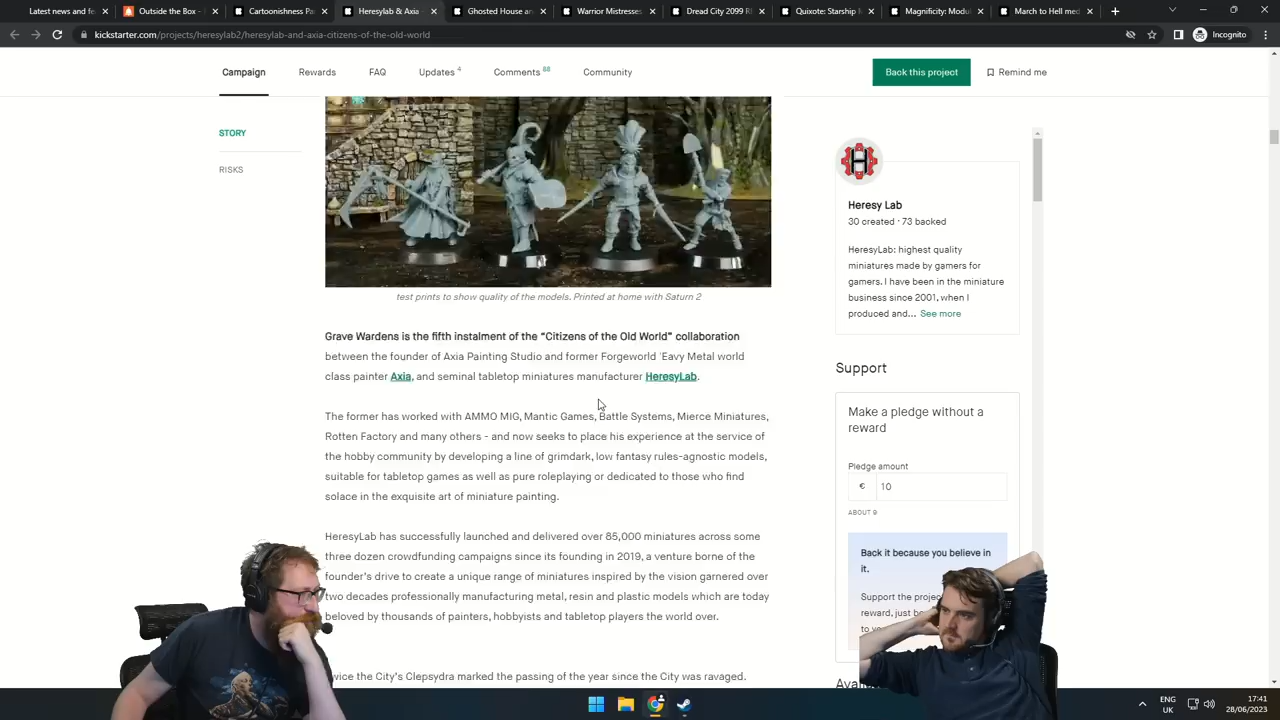 Latest news
Outside the Box -
Cartoonishness Pa
Heresylab & Axia
Ghosted House an
Warrior Mistresses
Dread City 2099 R
Quixote: Starship
Magnificity: Modul
March to Hell med
kickstarter.com/projects/heresylab2/heresylab-and-axia-citizens-of-the-old-world
Incognito
Campaign
Rewards
FAQ
Updates 4
Comments 88
Community
Back this project
Remind me
STORY
RISKS
test prints to show quality of the models. Printed at home with Saturn 2
Grave Wardens is the fifth instalment of the “Citizens of the Old World” collaboration
between the founder of Axia Painting Studio and former Forgeworld 'Eavy Metal world
class painter Axia, and seminal tabletop miniatures manufacturer HeresyLab.
The former has worked with AMMO MIG, Mantic Games, Battle Systems, Mierce Miniatures,
Rotten Factory and many others - and now seeks to place his experience at the service of
the hobby community by developing a line of grimdark, low fantasy rules-agnostic models,
suitable for tabletop games as well as pure roleplaying or dedicated to those who find
solace in the exquisite art of miniature painting.
HeresyLab has successfully launched and delivered over 85,000 miniatures across some
three dozen crowdfunding campaigns since its founding in 2019, a venture borne of the
founder's drive to create a unique range of miniatures inspired by the vision garnered over
two decades professionally manufacturing metal, resin and plastic models which are today
beloved by thousands of painters, hobbyists and tabletop players the world over.
wice the City's Clepsydra marked the passing of the year since the City was ravaged.
H
Heresy Lab
30 created · 73 backed
HeresyLab: highest quality
miniatures made by gamers for
gamers. I have been in the miniature
business since 2001, when I
produced and... See more
Support
Make a pledge without a
reward
Pledge amount
€ 10
ABOUT 9
Back it because you believe in
it.
Support the projec
reward, just be
to yo
Availa
ENG
UK
17:41
28/06/2023